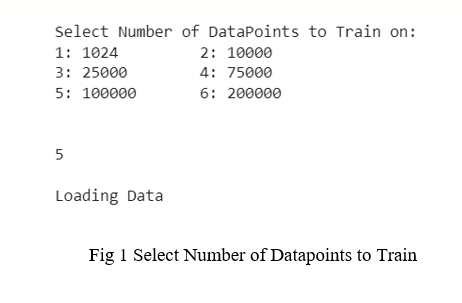 Select Number of DataPoints to Train on:
1: 1024 2: 10000
3: 25000 4: 75000
5: 100000 6: 200000
5
Loading Data
Fig 1 Select Number of Datapoints to Train